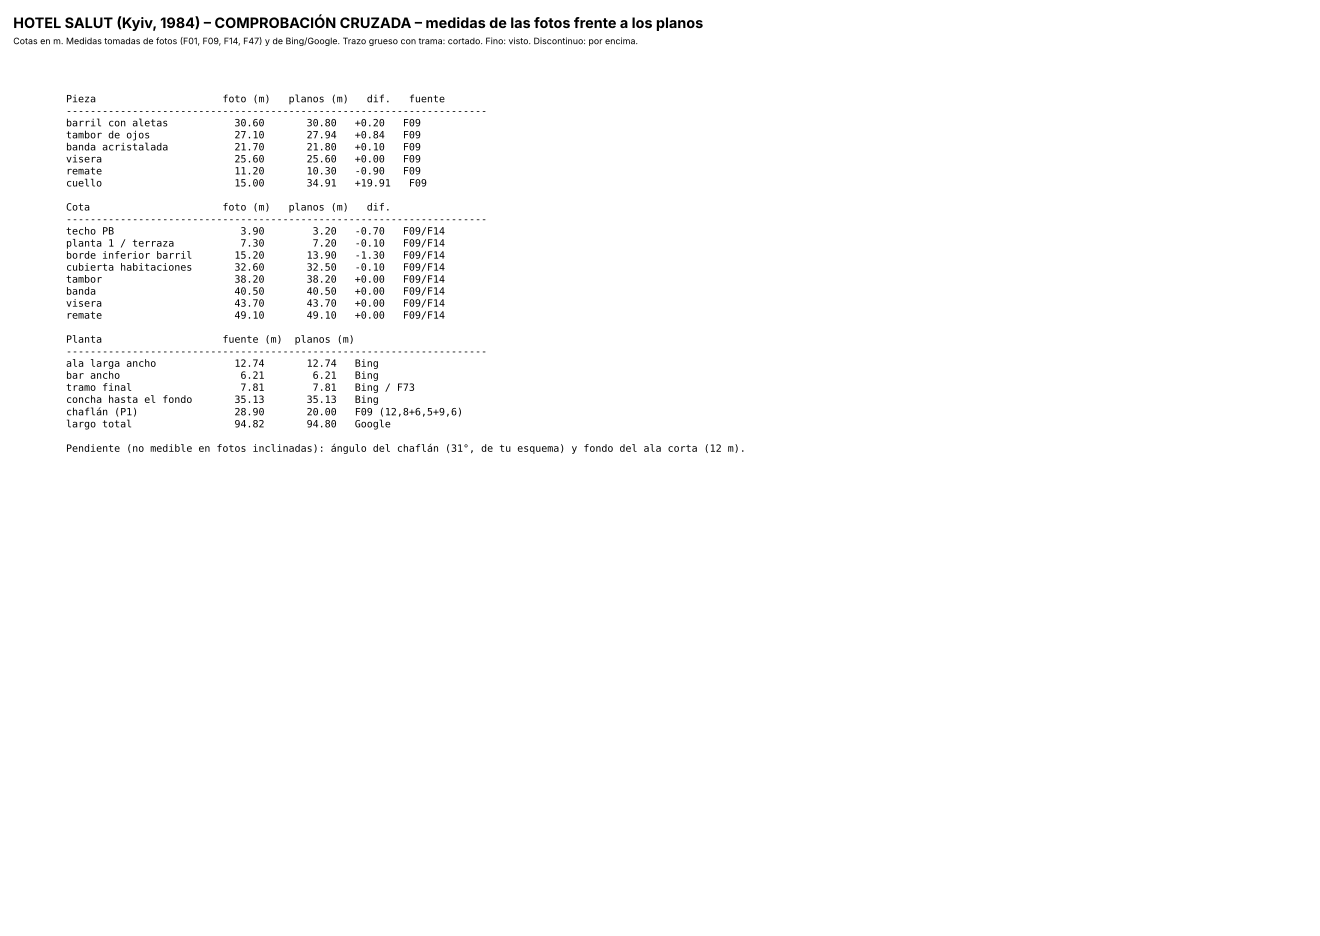 HOTEL SALUT (Kyiv, 1984) – COMPROBACIÓN CRUZADA – medidas de las fotos frente a los planos
Cotas en m. Medidas tomadas de fotos (F01, F09, F14, F47) y de Bing/Google. Trazo grueso con trama: cortado. Fino: visto. Discontinuo: por encima.
Pieza foto (m) planos (m) dif. fuente
----------------------------------------------------------------------
barril con aletas 30.60 30.80 +0.20 F09
tambor de ojos 27.10 27.94 +0.84 F09
banda acristalada 21.70 21.80 +0.10 F09
visera 25.60 25.60 +0.00 F09
remate 11.20 10.30 -0.90 F09
cuello 15.00 34.91 +19.91 F09
Cota foto (m) planos (m) dif.
----------------------------------------------------------------------
techo PB 3.90 3.20 -0.70 F09/F14
planta 1 / terraza 7.30 7.20 -0.10 F09/F14
borde inferior barril 15.20 13.90 -1.30 F09/F14
cubierta habitaciones 32.60 32.50 -0.10 F09/F14
tambor 38.20 38.20 +0.00 F09/F14
banda 40.50 40.50 +0.00 F09/F14
visera 43.70 43.70 +0.00 F09/F14
remate 49.10 49.10 +0.00 F09/F14
Planta fuente (m) planos (m)
----------------------------------------------------------------------
ala larga ancho 12.74 12.74 Bing
bar ancho 6.21 6.21 Bing
tramo final 7.81 7.81 Bing / F73
concha hasta el fondo 35.13 35.13 Bing
chaflán (P1) 28.90 20.00 F09 (12,8+6,5+9,6)
largo total 94.82 94.80 Google
Pendiente (no medible en fotos inclinadas): ángulo del chaflán (31°, de tu esquema) y fondo del ala corta (12 m).